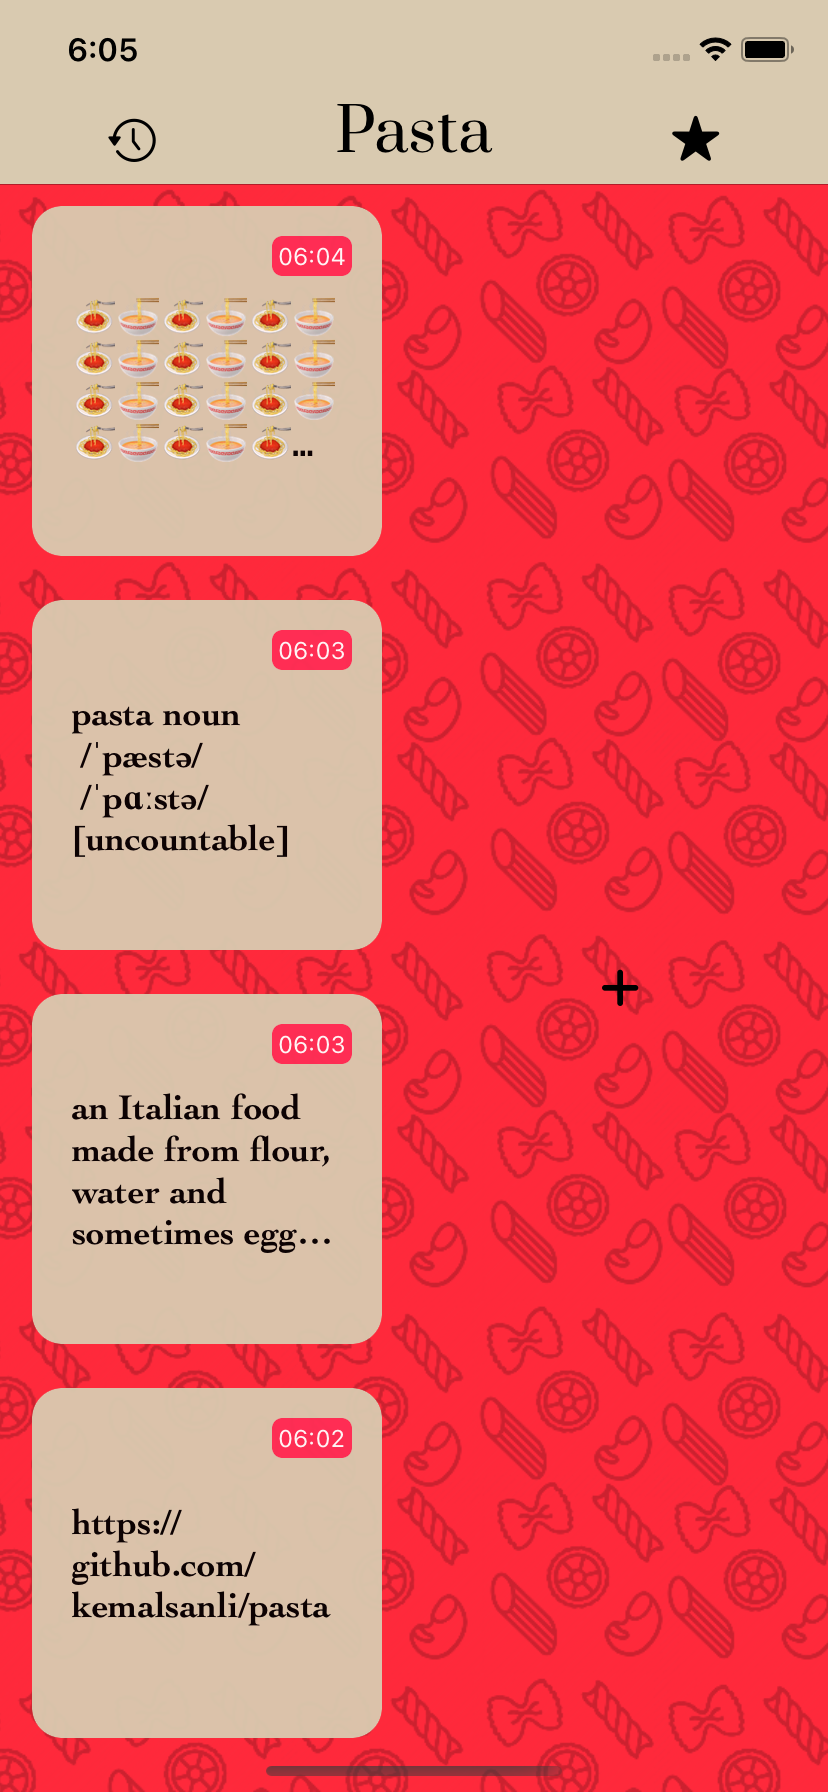 6:05
Pasta
06:04
...
06:03
pasta noun
/ˈpæstə/
/ˈpɑːstə/
[uncountable]
06:03
an Italian food
made from flour,
water and
sometimes egg...
06:02
https://
github.com/
kemalsanli/pasta